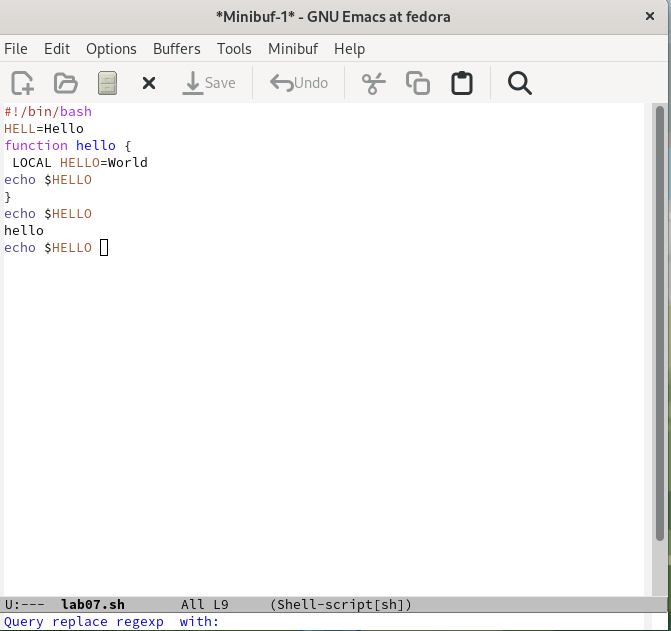 *Minibuf-1* - GNU Emacs at fedora
File Edit Options Buffers Tools Minibuf Help
Save Undo
#!/bin/bash
HELL=Hello
function hello {
 LOCAL HELLO=World
echo $HELLO
}
echo $HELLO
hello
echo $HELLO
U:--- lab07.sh All L9 (Shell-script[sh])
Query replace regexp  with: